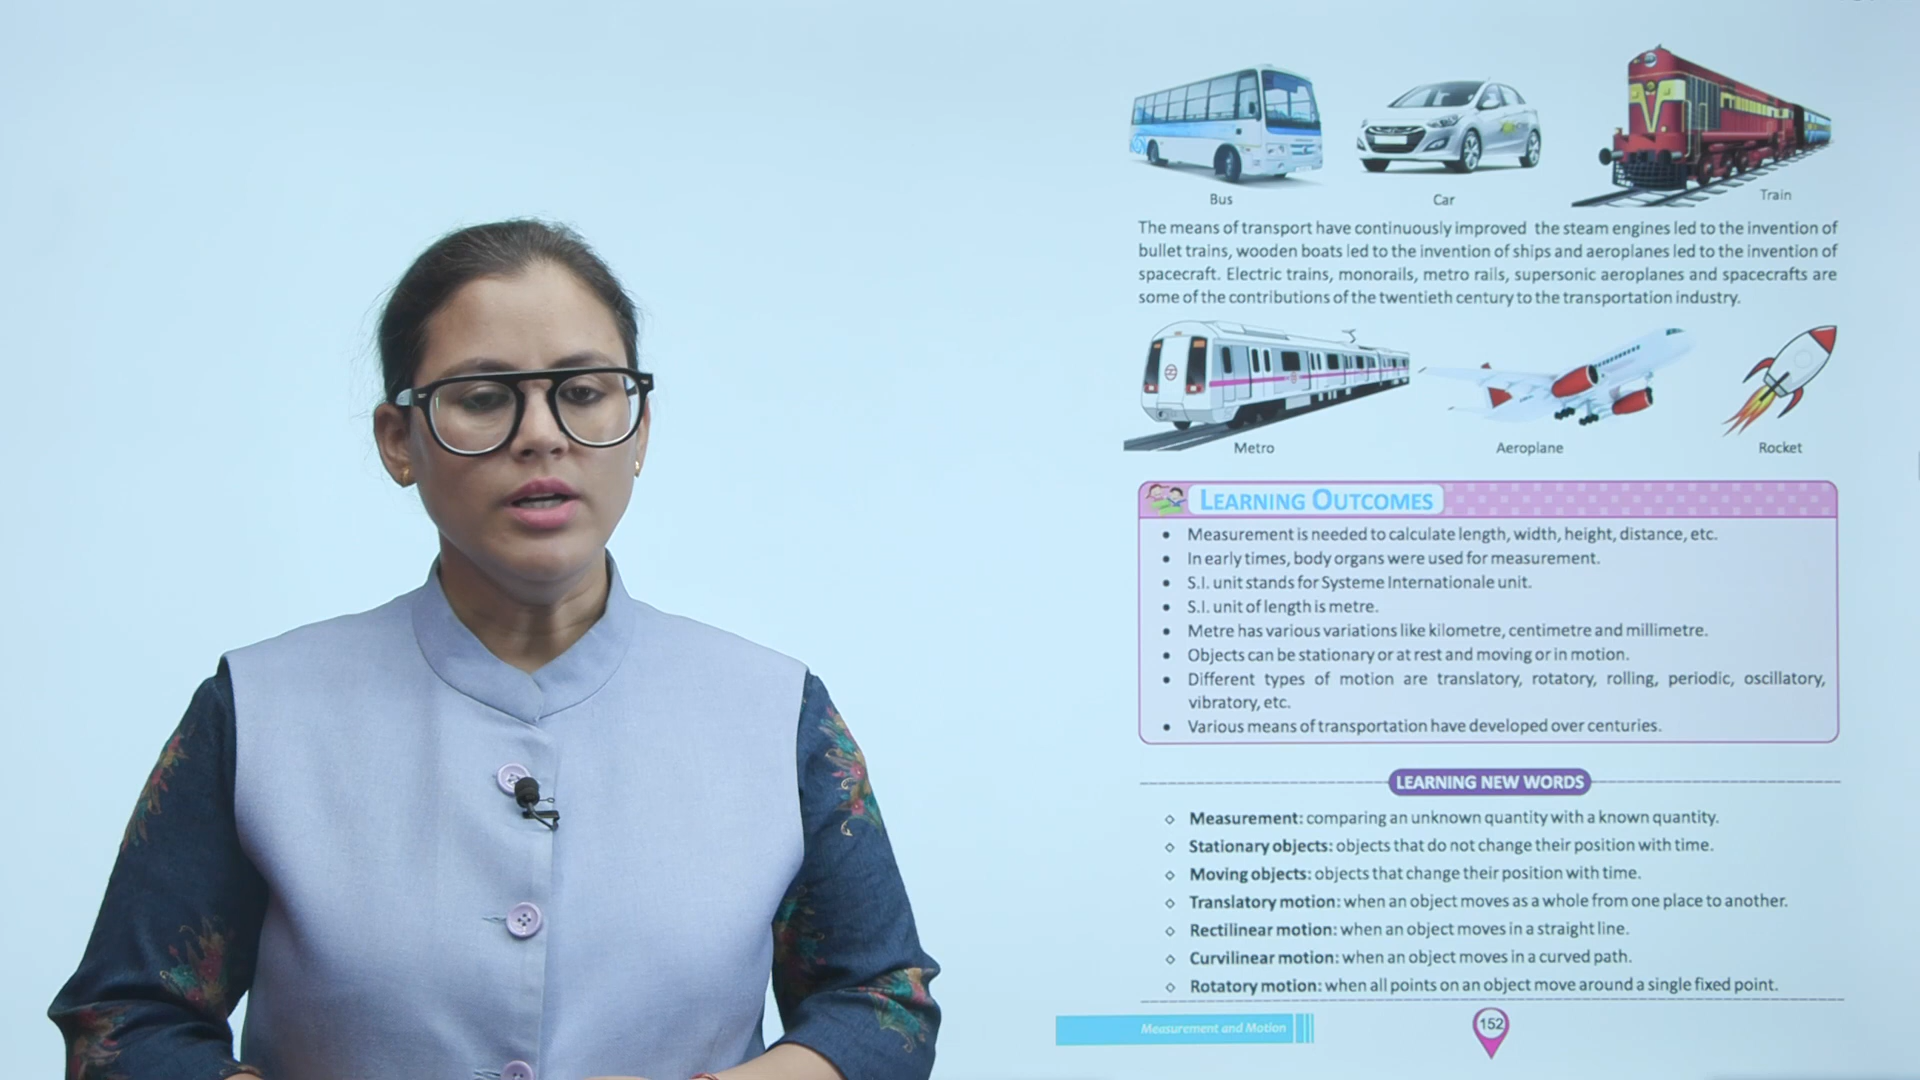 Bus
Car
Train
The means of transport have continuously improved the steam engines led to the invention of
bullet trains, wooden boats led to the invention of ships and aeroplanes led to the invention of
spacecraft. Electric trains, monorails, metro rails, supersonic aeroplanes and spacecrafts are
some of the contributions of the twentieth century to the transportation industry.
Metro
Aeroplane
Rocket
LEARNING OUTCOMES
• Measurement is needed to calculate length, width, height, distance, etc.
• In early times, body organs were used for measurement.
• S.I. unit stands for Systeme Internationale unit.
• S.I. unit of length is metre.
• Metre has various variations like kilometre, centimetre and millimetre.
• Objects can be stationary or at rest and moving or in motion.
• Different types of motion are translatory, rotatory, rolling, periodic, oscillatory,
vibratory, etc.
• Various means of transportation have developed over centuries.
LEARNING NEW WORDS
◇ Measurement: comparing an unknown quantity with a known quantity.
◇ Stationary objects: objects that do not change their position with time.
◇ Moving objects: objects that change their position with time.
◇ Translatory motion: when an object moves as a whole from one place to another.
◇ Rectilinear motion: when an object moves in a straight line.
◇ Curvilinear motion: when an object moves in a curved path.
◇ Rotatory motion: when all points on an object move around a single fixed point.
Measurement and Motion
152